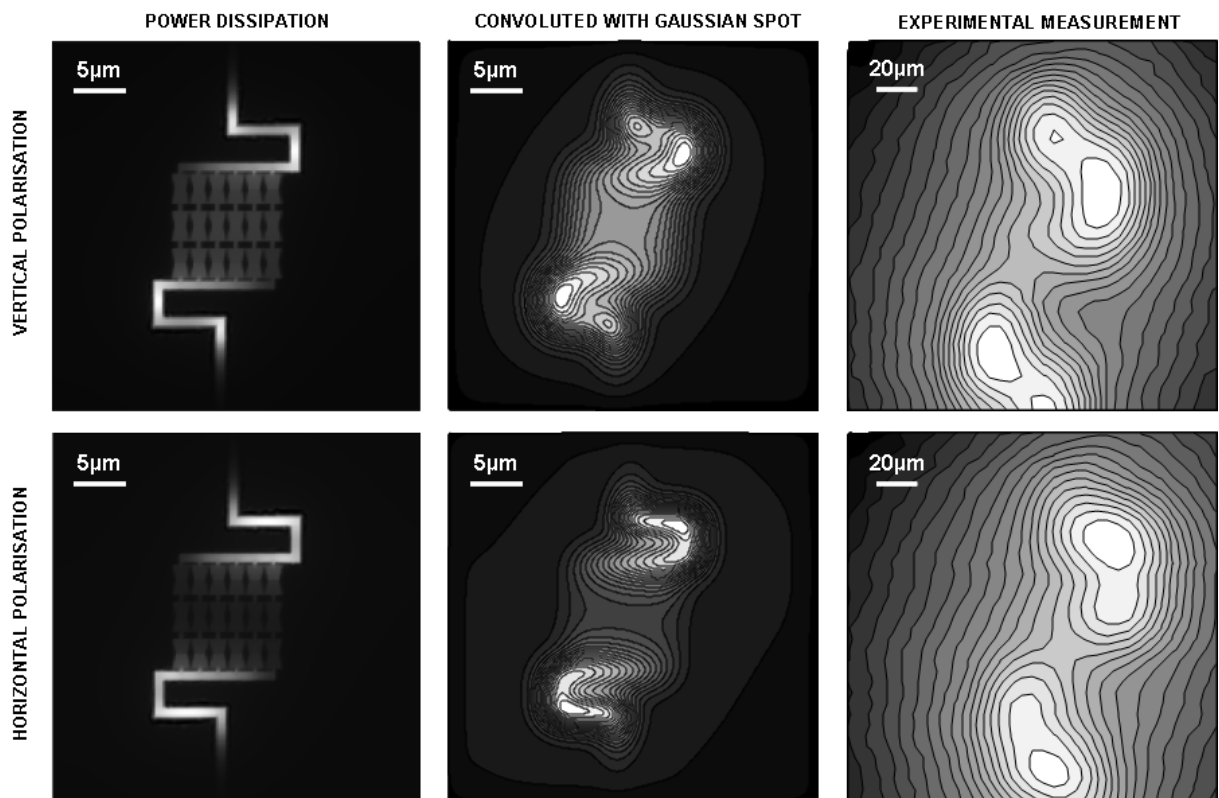 POWER DISSIPATION
CONVOLUTED WITH GAUSSIAN SPOT
EXPERIMENTAL MEASUREMENT
VERTICAL POLARISATION
5µm
5µm
20µm
HORIZONTAL POLARISATION
5µm
5µm
20µm